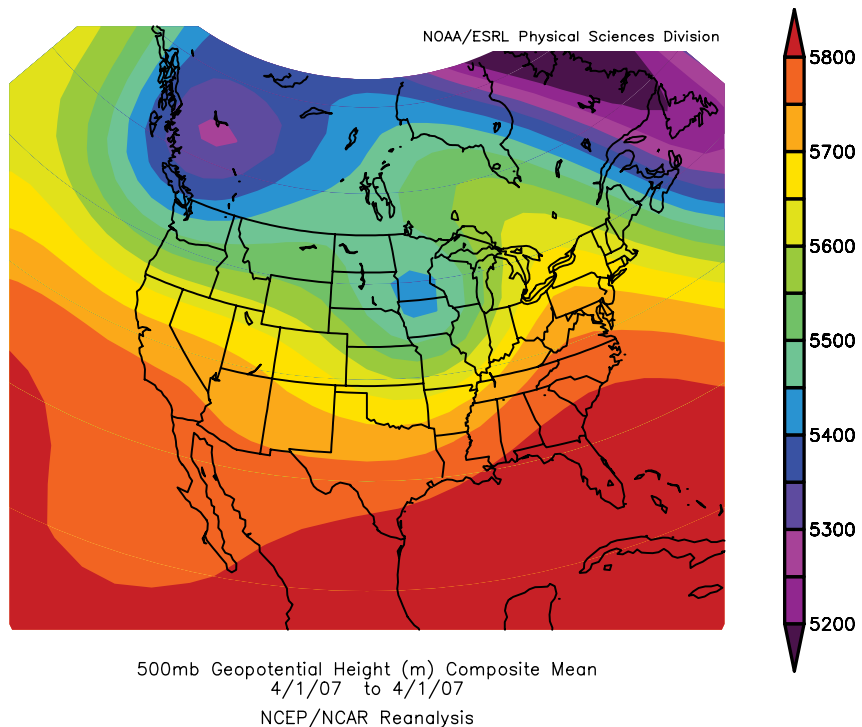 NOAA/ESRL Physical Sciences Division
5800
5700
5600
5500
5400
5300
5200
500mb Geopotential Height (m) Composite Mean
4/1/07 to 4/1/07
NCEP/NCAR Reanalysis